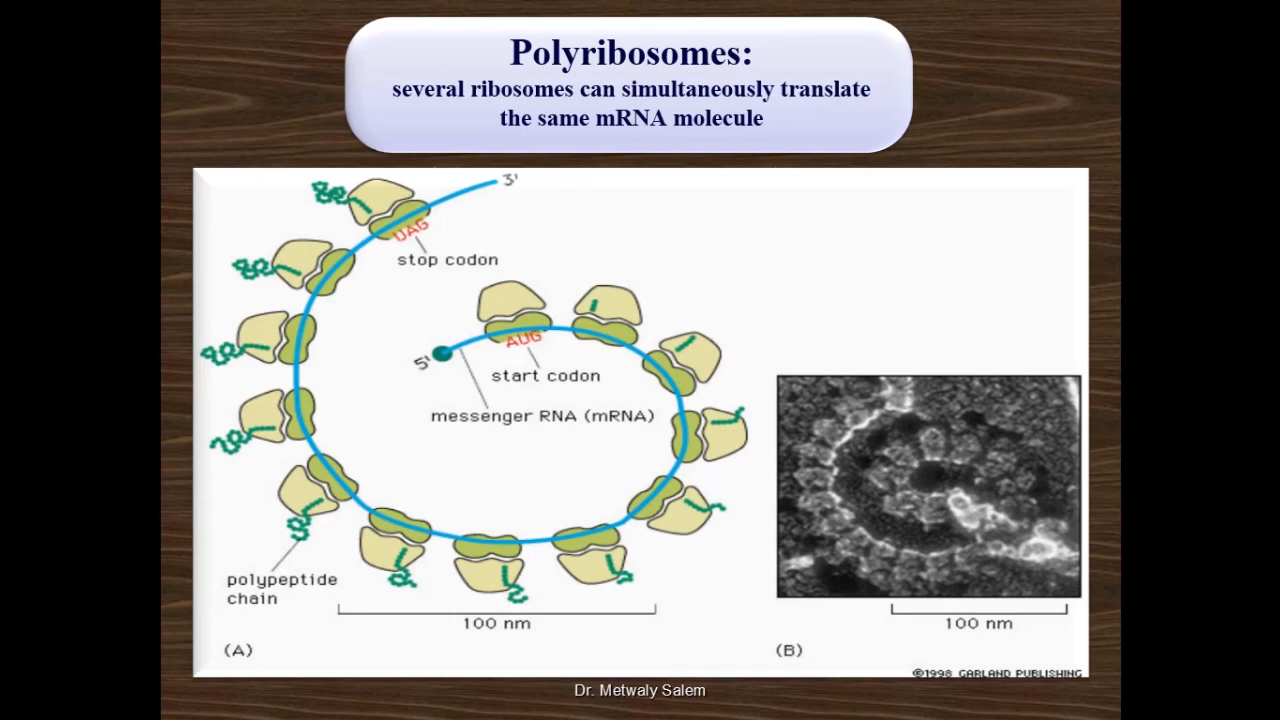 Polyribosomes:
several ribosomes can simultaneously translate
the same mRNA molecule
3'
UAG
stop codon
AUG
5'
start codon
messenger RNA (mRNA)
polypeptide
chain
100 nm
100 nm
(A)
(B)
©1998 GARLAND PUBLISHING
Dr. Metwaly Salem